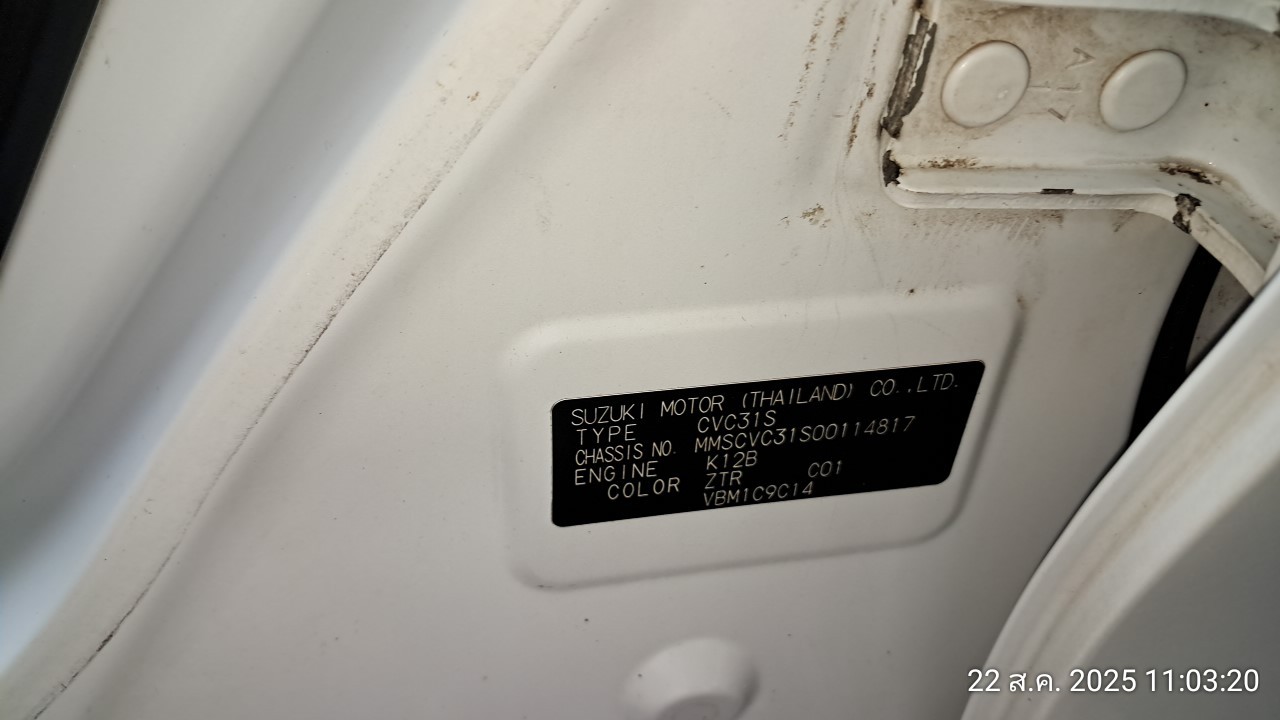 SUZUKI MOTOR (THAILAND) CO.,LTD.
TYPE CVC31S
CHASSIS NO. MMSCVC31S00114817
ENGINE K12B
COLOR ZTR C01
VBM1C9C14
22 ส.ค. 2025 11:03:20